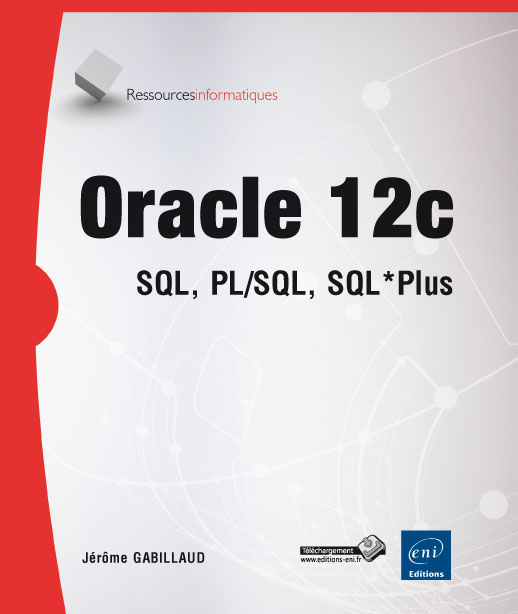 Ressourcesinformatiques
Oracle 12c
SQL, PL/SQL, SQL*Plus
Jérôme GABILLAUD
Téléchargement
www.editions-eni.fr
eni
Editions